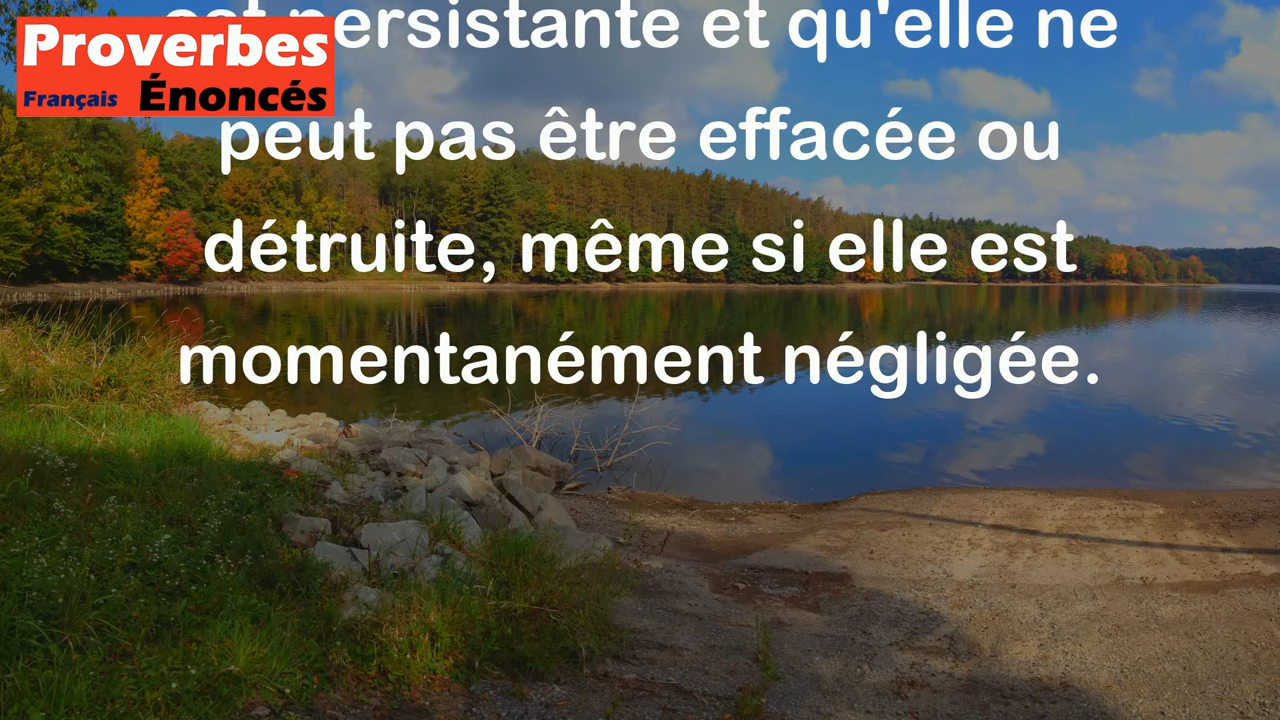 Proverbes
Français Énoncés
est persistante et qu'elle ne
peut pas être effacée ou
détruite, même si elle est
momentanément négligée.